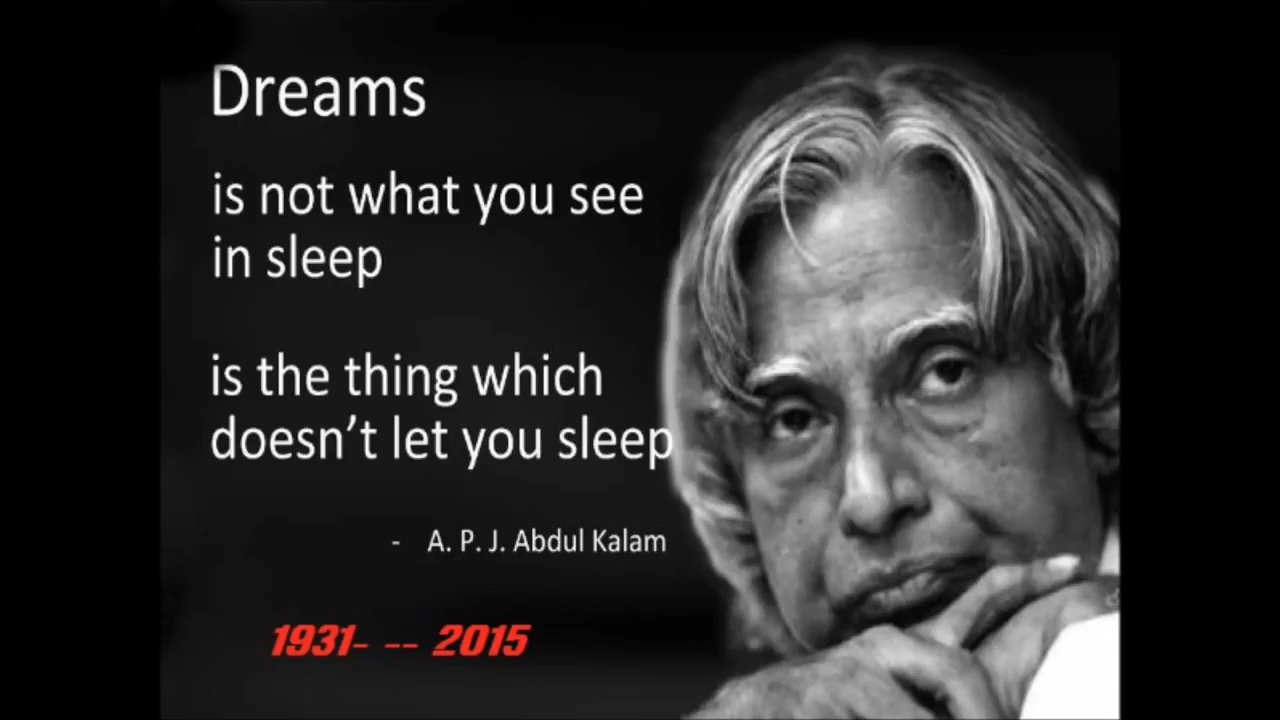 Dreams
is not what you see
in sleep
is the thing which
doesn’t let you sleep
- A. P. J. Abdul Kalam
1931- -- 2015